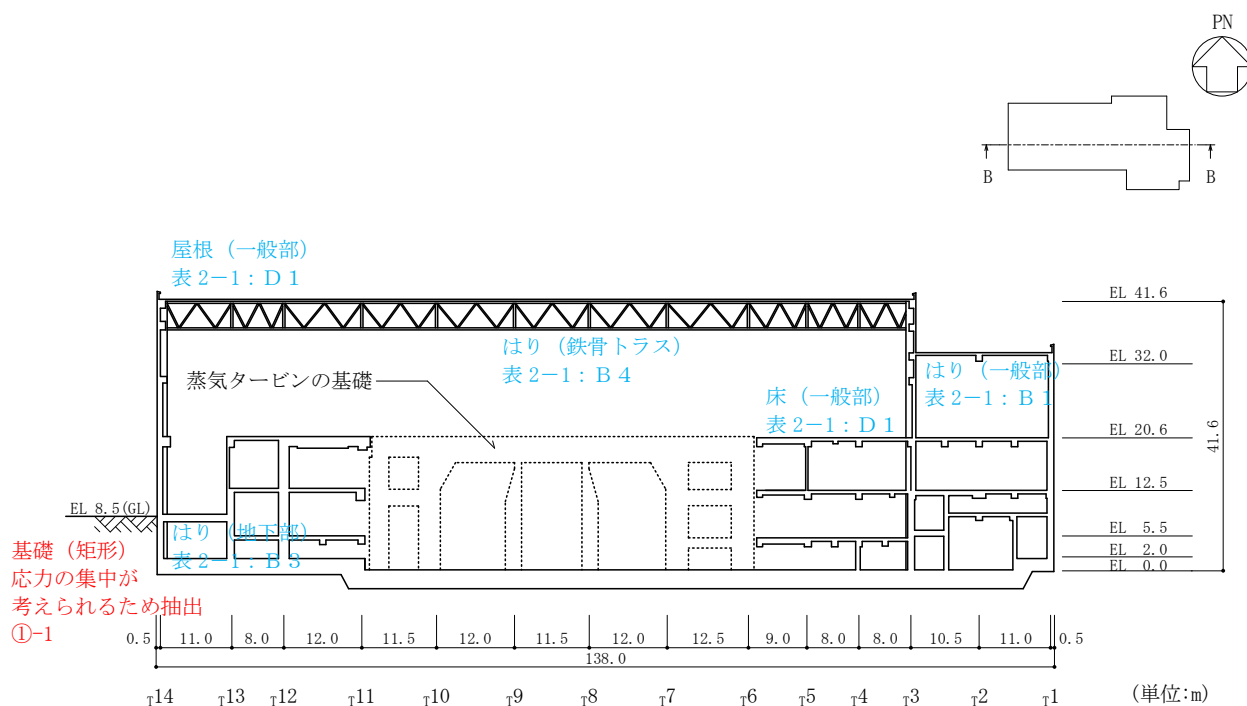 PN
B
B
屋根（一般部）
表２－１：Ｄ１
EL 41.6
はり（鉄骨トラス）
表２－１：Ｂ４
EL 32.0
はり（一般部）
表２－１：Ｂ１
蒸気タービンの基礎
床（一般部）
表２－１：Ｄ１
EL 20.6
41.6
EL 12.5
EL 8.5(GL)
はり（地下部）
表２－１：Ｂ３
EL 5.5
EL 2.0
EL 0.0
基礎（矩形）
応力の集中が
考えられるため抽出
①-1
0.5 11.0 8.0 12.0 11.5 12.0 11.5 12.0 12.5 9.0 8.0 8.0 10.5 11.0 0.5
138.0
T14 T13 T12 T11 T10 T9 T8 T7 T6 T5 T4 T3 T2 T1
(単位:m)